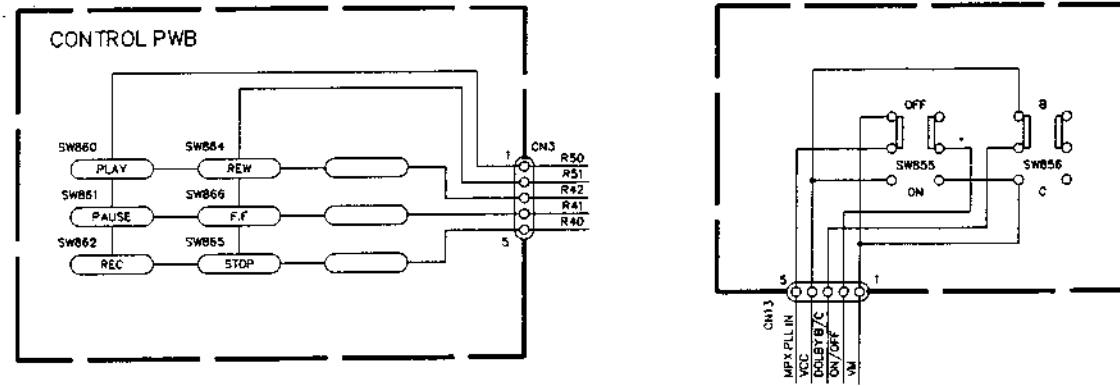 CONTROL PWB
SW860
SW864
PLAY
REW
SW861
SW866
PAUSE
F.F
SW862
SW865
REC
STOP
1
CN3
R50
R51
R42
R41
R40
5
OFF
B
SW855
SW856
ON
C
5
1
CN13
MPX PLL IN
VCC
DOLBY B/C
ON/OFF
VM